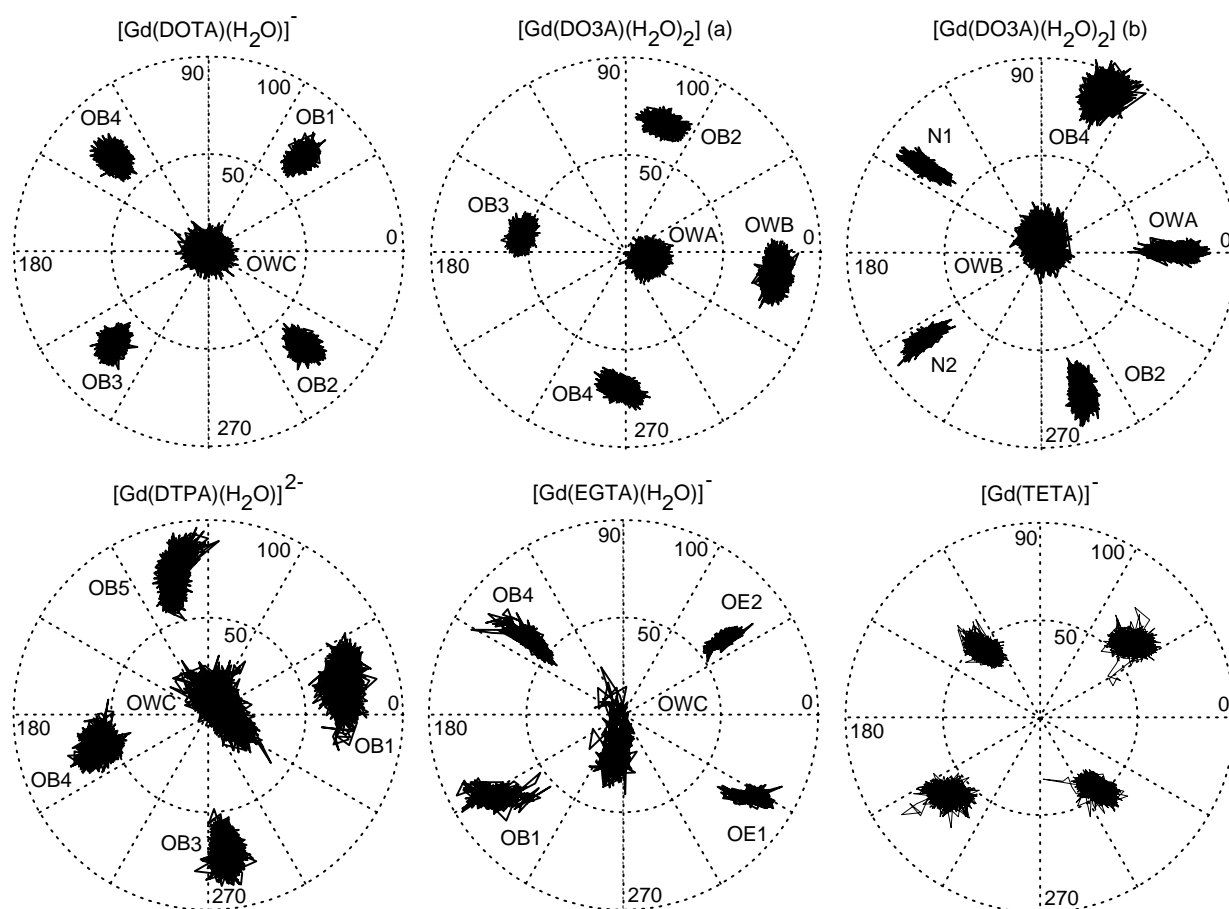 [Gd(DOTA)(H2O)]- [Gd(DO3A)(H2O)2] (a) [Gd(DO3A)(H2O)2] (b)
90 100 OB4 OB1 50 0 180 OWC OB3 OB2 270
90 100 OB2 50 OB3 OWA OWB 0 180 OB4 270
90 OB4 N1 OWA 0 180 OWB N2 OB2 270
[Gd(DTPA)(H2O)]2- [Gd(EGTA)(H2O)]- [Gd(TETA)]-
100 OB5 50 OWC 180 0 OB1 OB4 OB3 270
90 100 OB4 OE2 50 OWC 180 0 OB1 OE1 270
90 100 50 180 0 270